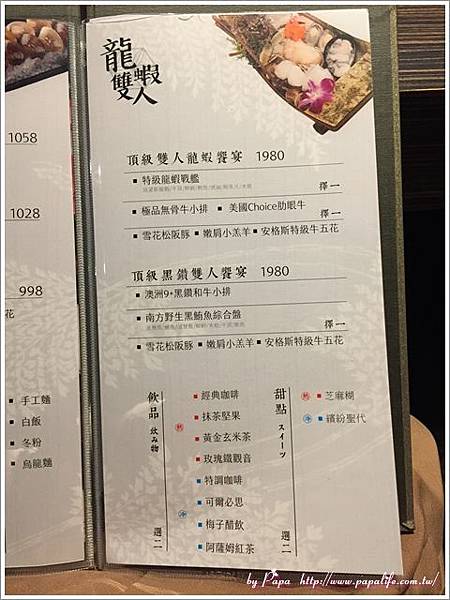 龍蝦
雙人
1058
1028
998
花
手工麵
白飯
冬粉
烏龍麵
頂級雙人龍蝦饗宴 1980
特級龍蝦戰艦
擇一
極品無骨牛小排 美國Choice肋眼牛
雪花松阪豚 嫩肩小羔羊 安格斯特級牛五花
頂級黑鑽雙人饗宴 1980
澳洲9+黑鑽和牛小排
南方野生黑鮪魚綜合盤
擇一
雪花松阪豚 嫩肩小羔羊 安格斯特級牛五花
飲品 飲み物
選二
熱
經典咖啡
抹茶堅果
黃金玄米茶
玫瑰鐵觀音
冷
特調咖啡
可爾必思
梅子醋飲
阿薩姆紅茶
甜點 スイーツ
選二
熱 芝麻糊
冷 繽紛聖代
by Papa http://www.papalife.com.tw/